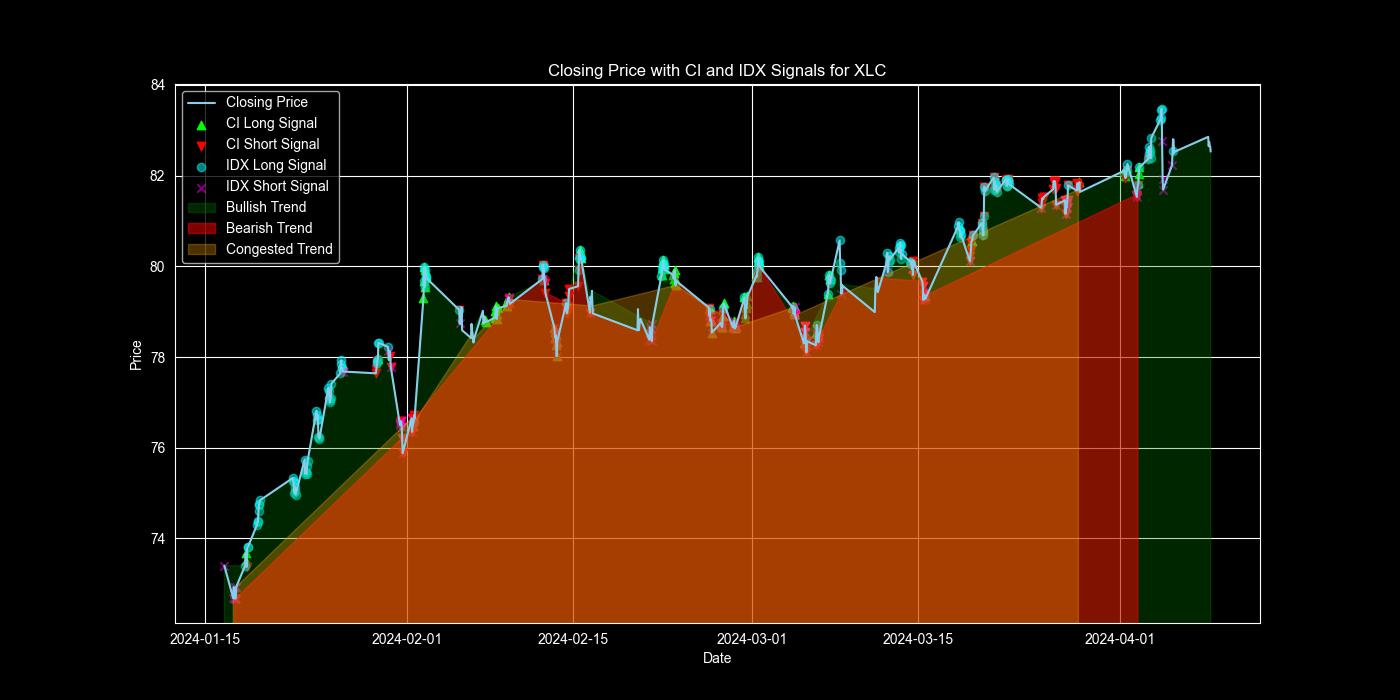 Closing Price with CI and IDX Signals for XLC
84
82
80
78
76
74
Price
Closing Price
CI Long Signal
CI Short Signal
IDX Long Signal
IDX Short Signal
Bullish Trend
Bearish Trend
Congested Trend
2024-01-15
2024-02-01
2024-02-15
2024-03-01
2024-03-15
2024-04-01
Date